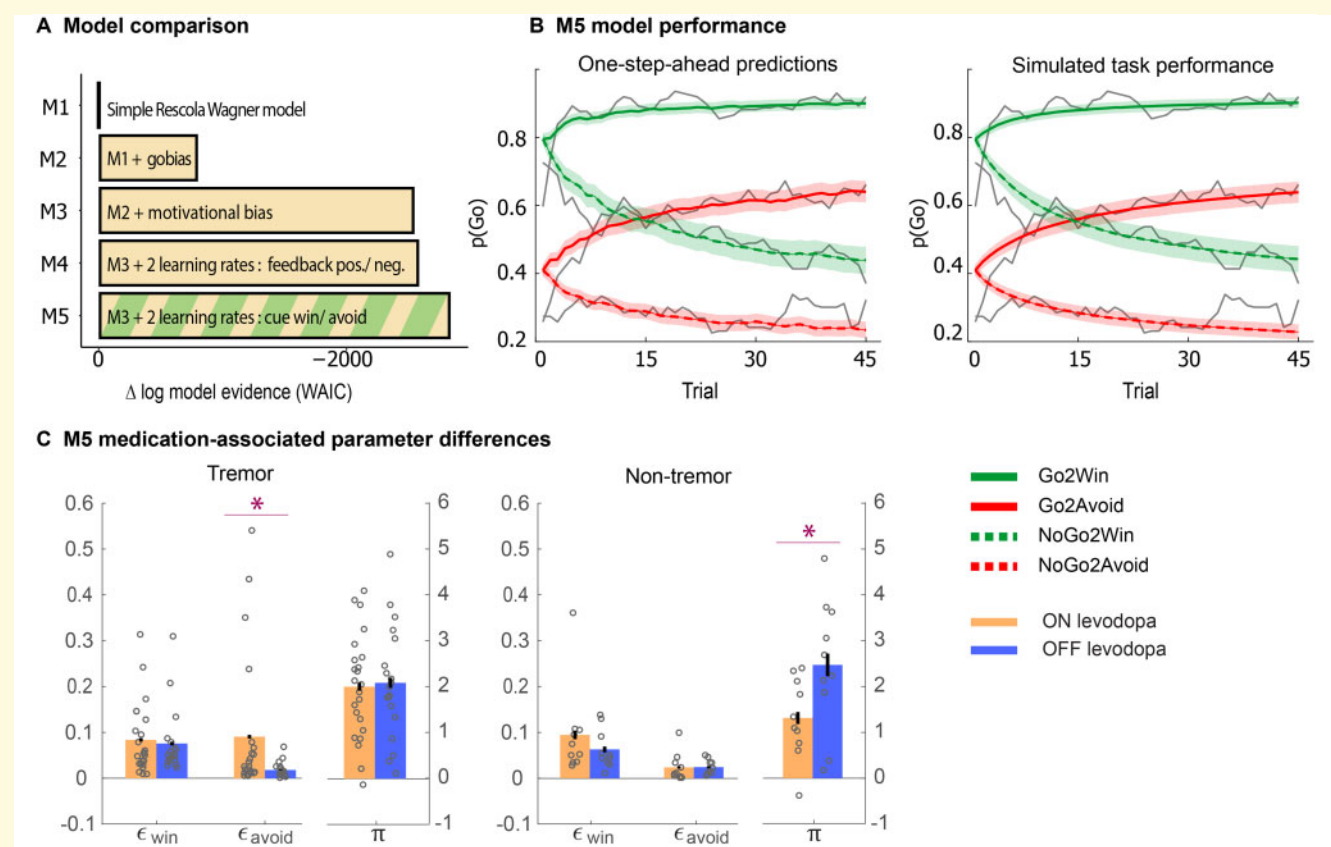 A Model comparison
M1
Simple Rescola Wagner model
M2
M1 + gobias
M3
M2 + motivational bias
M4
M3 + 2 learning rates : feedback pos./ neg.
M5
M3 + 2 learning rates : cue win/ avoid
0
−2000
Δ log model evidence (WAIC)
B M5 model performance
One-step-ahead predictions
p(Go)
0.8
0.6
0.4
0.2
0 15 30 45
Trial
Simulated task performance
p(Go)
0.8
0.6
0.4
0.2
0 15 30 45
Trial
C M5 medication-associated parameter differences
Tremor
0.6
0.5
0.4
0.3
0.2
0.1
0
-0.1
*
6
5
4
3
2
1
0
-1
ϵ win ϵ avoid π
Non-tremor
0.6
0.5
0.4
0.3
0.2
0.1
0
-0.1
*
6
5
4
3
2
1
0
-1
ϵ win ϵ avoid π
Go2Win
Go2Avoid
NoGo2Win
NoGo2Avoid
ON levodopa
OFF levodopa